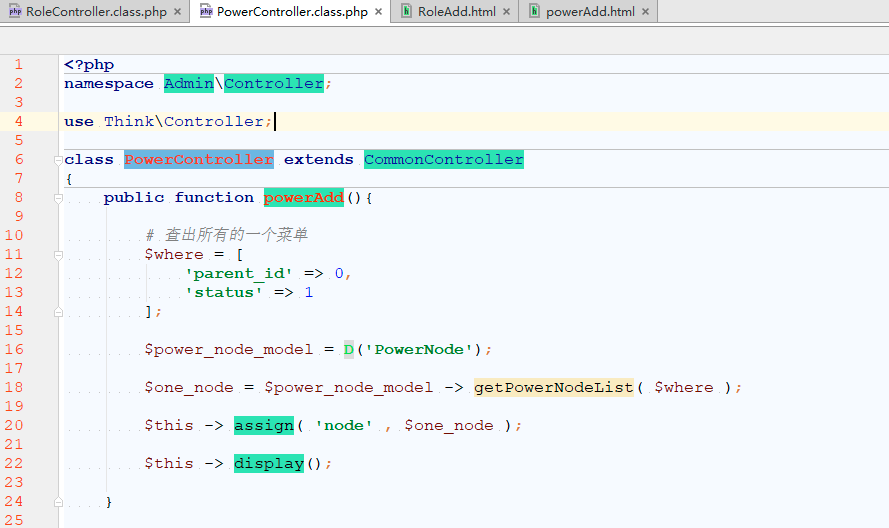 RoleController.class.php × PowerController.class.php × RoleAdd.html × powerAdd.html ×
1 <?php
2 namespace Admin\Controller;
3
4 use Think\Controller;
5
6 class PowerController extends CommonController
7 {
8 public function powerAdd(){
9
10 # 查出所有的一个菜单
11 $where = [
12 'parent_id' => 0,
13 'status' => 1
14 ];
15
16 $power_node_model = D('PowerNode');
17
18 $one_node = $power_node_model -> getPowerNodeList( $where );
19
20 $this -> assign( 'node' , $one_node );
21
22 $this -> display();
23
24 }
25